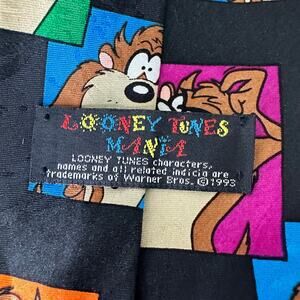 LOONEY TUNES
MANIA
LOONEY TUNES characters,
names and all related indicia are
trademarks of Warner Bros. ©1993